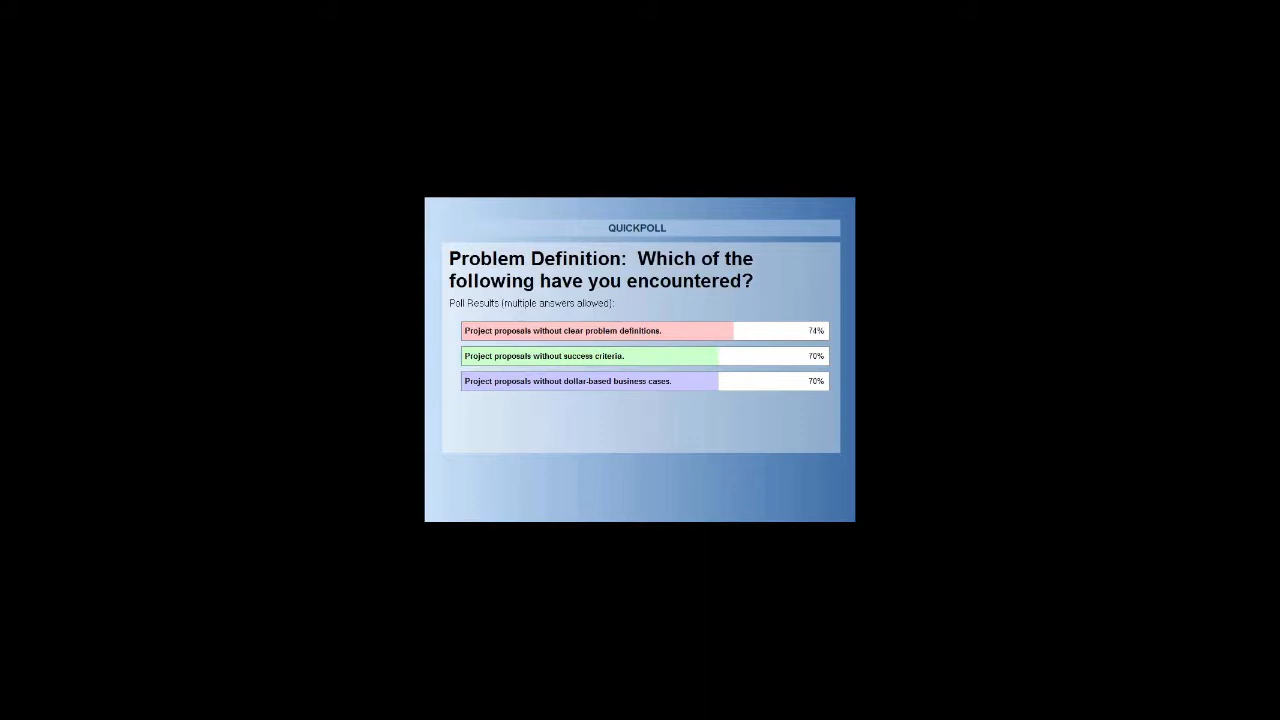 QUICKPOLL
Problem Definition: Which of the
following have you encountered?
Poll Results (multiple answers allowed):
Project proposals without clear problem definitions. 74%
Project proposals without success criteria. 70%
Project proposals without dollar-based business cases. 70%